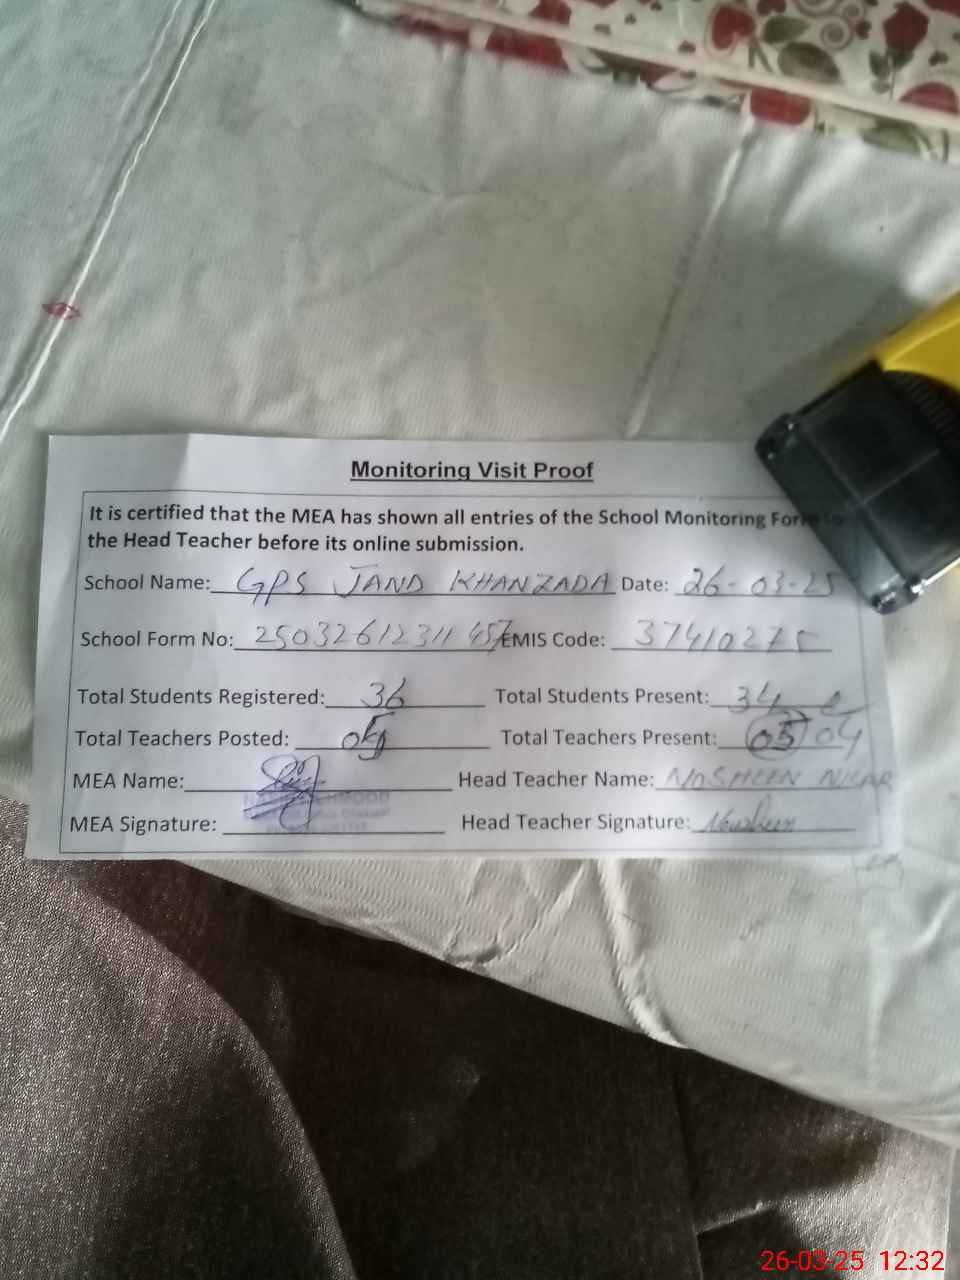 Monitoring Visit Proof
It is certified that the MEA has shown all entries of the School Monitoring Form to
the Head Teacher before its online submission.
School Name: GPS JAND KHANZADA Date: 26-03-25
School Form No: EMIS Code: 37410275
Total Students Registered: 36 Total Students Present: 34
Total Teachers Posted: Total Teachers Present: 05 04
MEA Name: Head Teacher Name: NOSHEEN
MEA Signature: Head Teacher Signature:
26-03-25 12:32